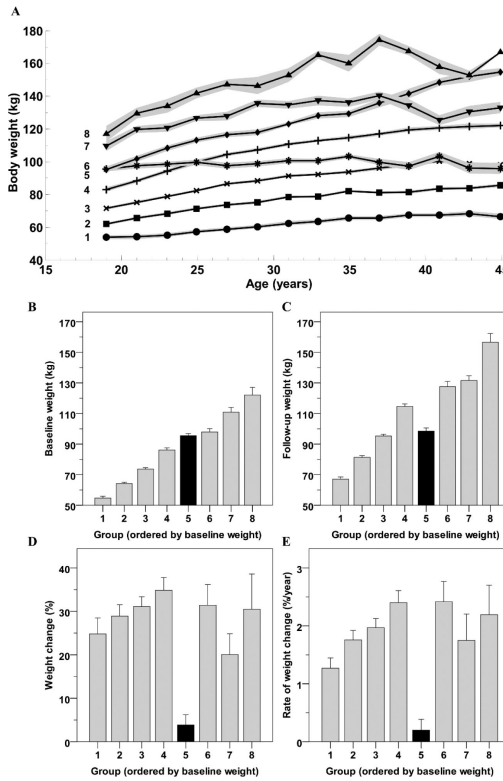 A
Body weight (kg)
180
160
140
120
100
80
60
40
8
7
6
5
4
3
2
1
15 20 25 30 35 40 45
Age (years)
B
Baseline weight (kg)
170
150
130
110
90
70
50
1 2 3 4 5 6 7 8
Group (ordered by baseline weight)
C
Follow-up weight (kg)
170
150
130
110
90
70
50
1 2 3 4 5 6 7 8
Group (ordered by baseline weight)
D
Weight change (%)
40
30
20
10
0
1 2 3 4 5 6 7 8
Group (ordered by baseline weight)
E
Rate of weight change (%/year)
3
2
1
0
1 2 3 4 5 6 7 8
Group (ordered by baseline weight)